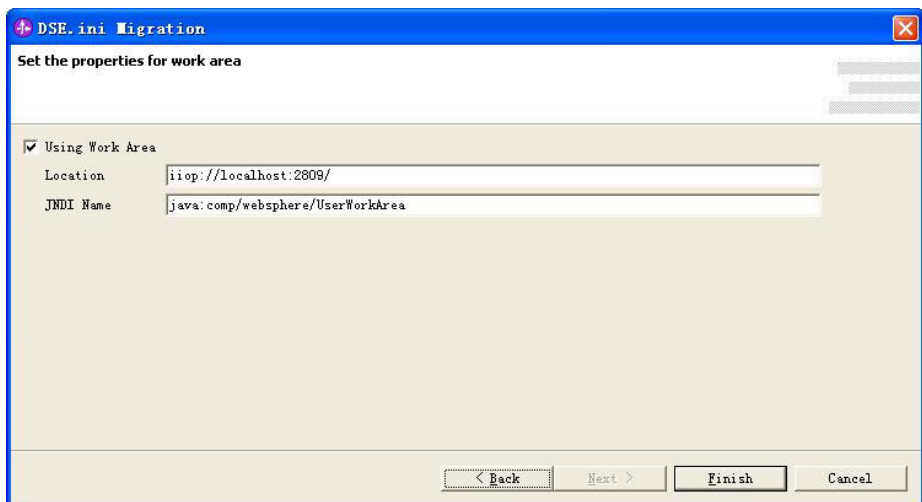 DSE.ini Migration
Set the properties for work area
Using Work Area
Location iiop://localhost:2809/
JNDI Name java:comp/websphere/UserWorkArea
< Back Next > Finish Cancel